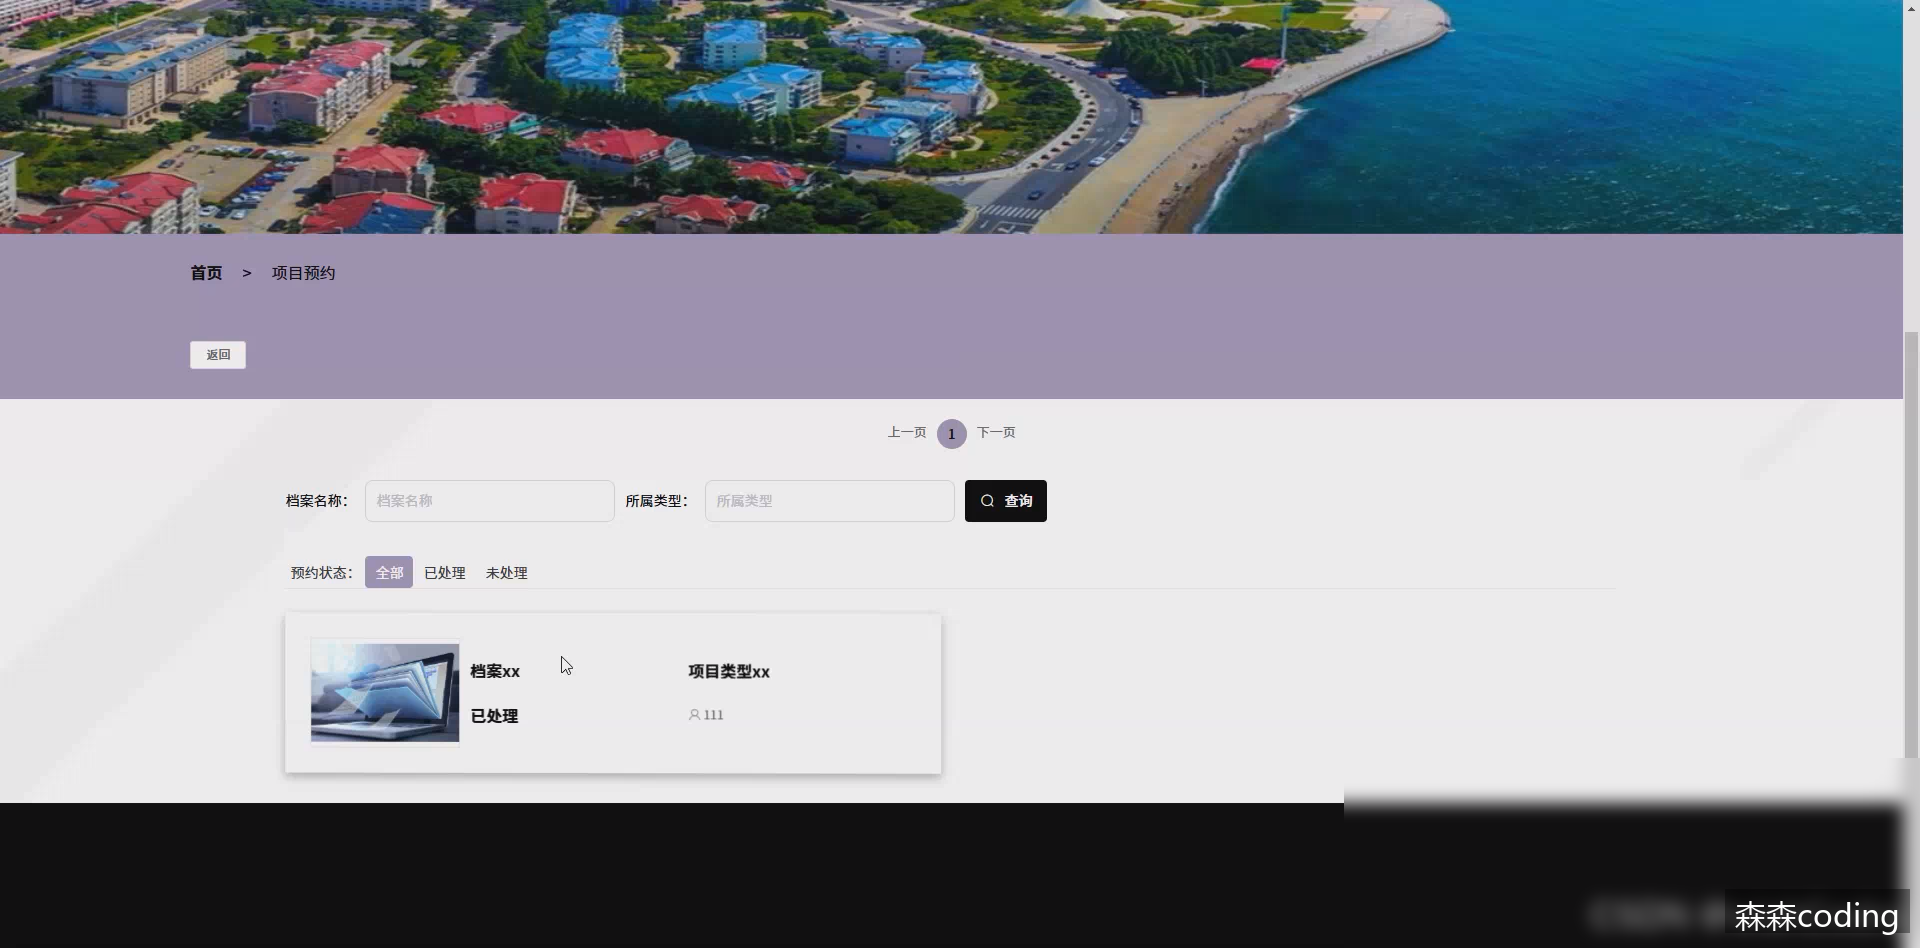 首页 > 项目预约
返回
上一页 1 下一页
档案名称： 档案名称 所属类型： 所属类型 查询
预约状态： 全部 已处理 未处理
档案xx 项目类型xx
已处理 111
森森coding